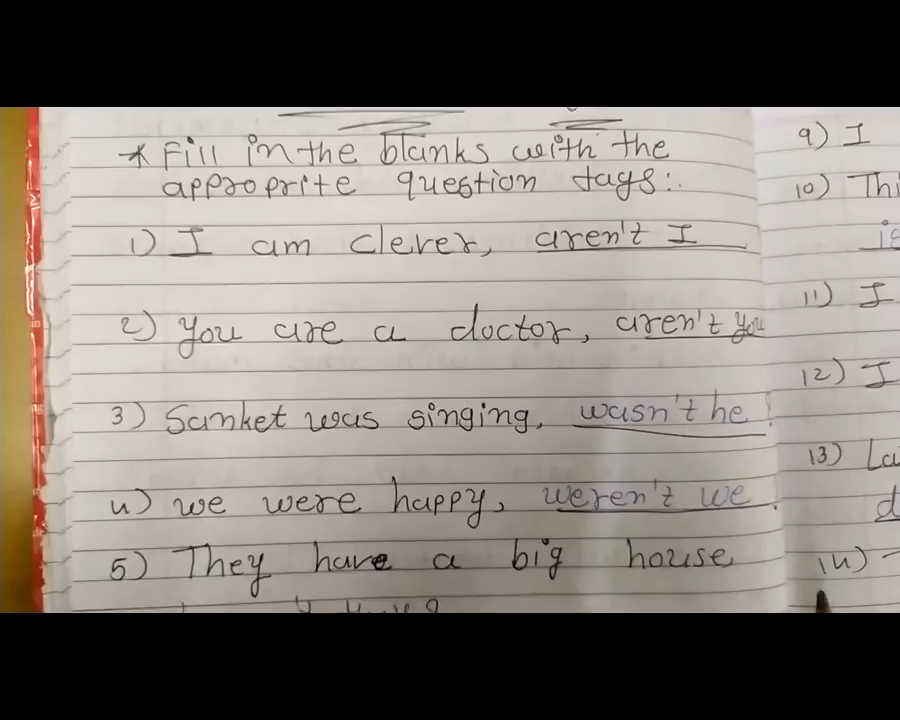 * Fill in the blanks with the
approprite question tags:
1) I am clever, aren't I
2) you are a doctor, aren't you
3) Sanket was singing, wasn't he
4) we were happy, weren't we
5) They have a big house
9) I
10) Thi
is
11) I
12) I
13) La
d
14)